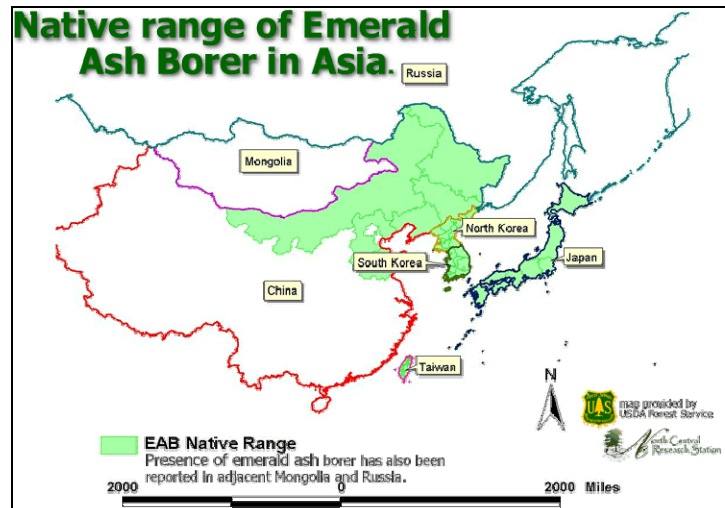 Native range of Emerald
Ash Borer in Asia.
Russia
Mongolia
North Korea
South Korea
Japan
China
Taiwan
N
UAS
map provided by
USDA Forest Service
North Central
Research Station
EAB Native Range
Presence of emerald ash borer has also been
reported in adjacent Mongolia and Russia.
2000 0 2000 Miles